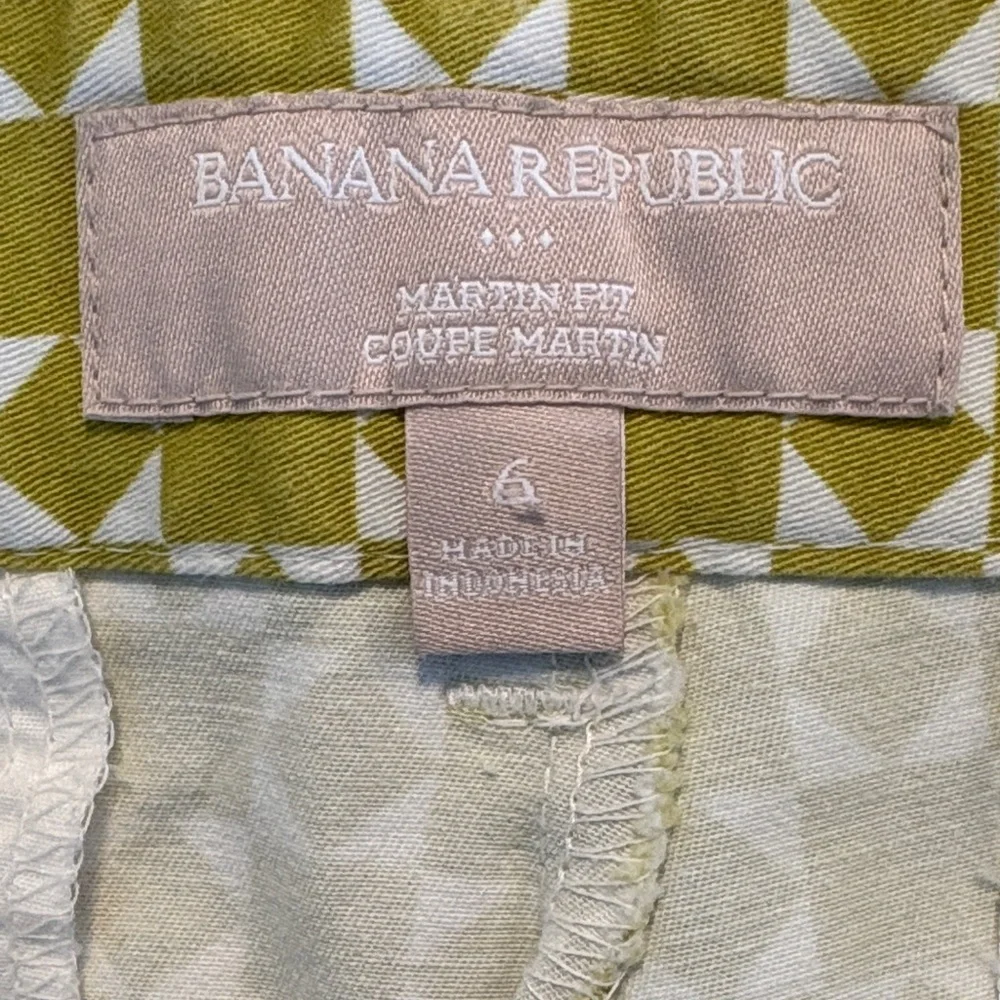 BANANA REPUBLIC
MARTIN FIT
COUPE MARTIN
6
MADE IN
INDONESIA